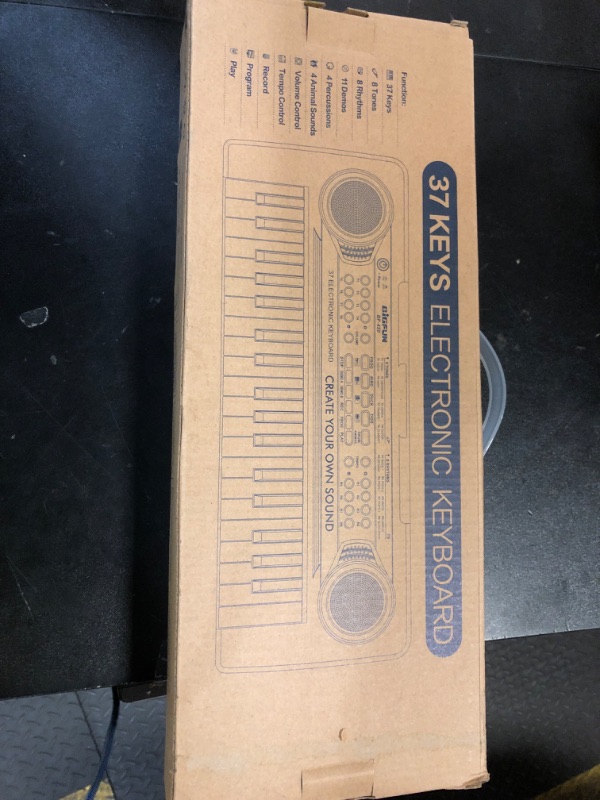 37 KEYS ELECTRONIC KEYBOARD
Function:
37 Keys
8 Tones
8 Rhythms
11 Demos
4 Percussions
4 Animal Sounds
Volume Control
Tempo Control
Record
Program
Play
BIGFUN
37 ELECTRONIC KEYBOARD
CREATE YOUR OWN SOUND